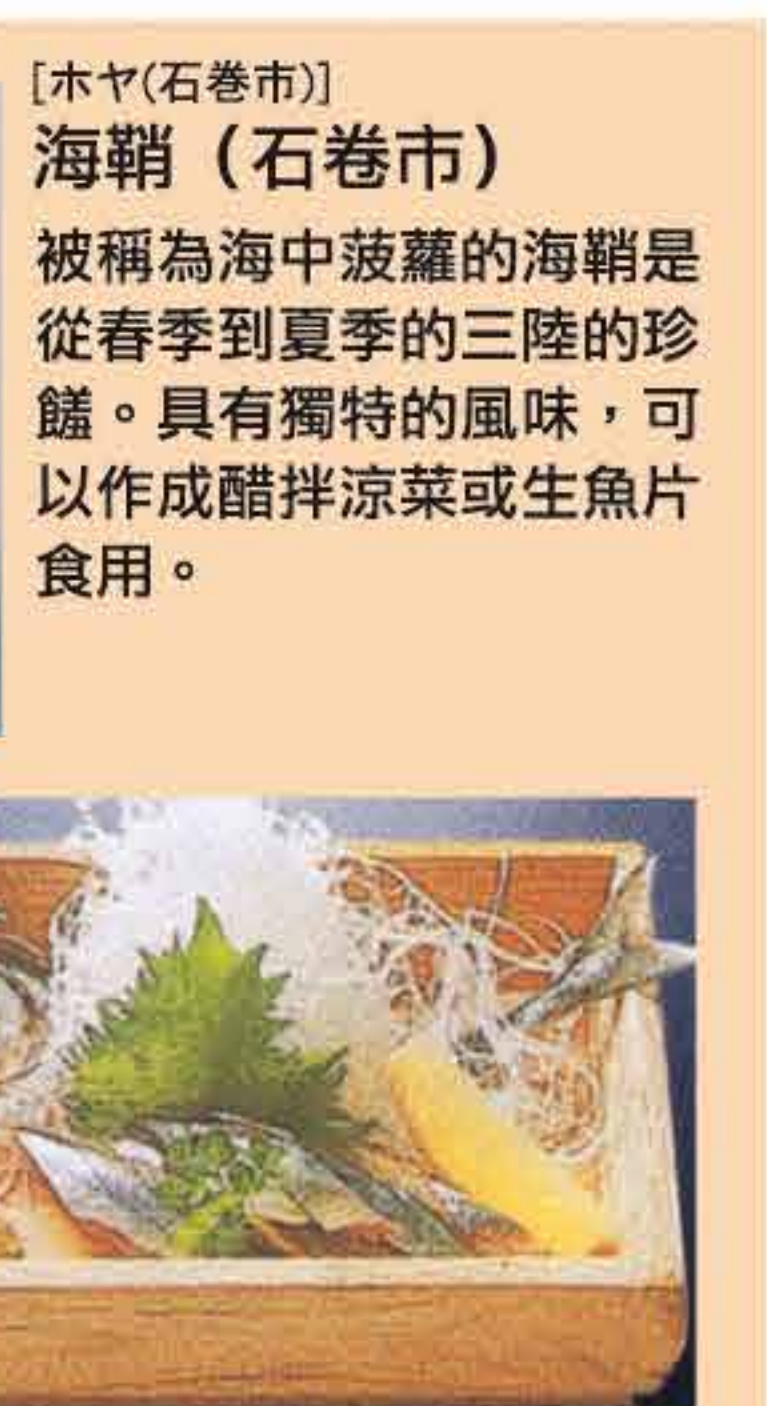 [ホヤ(石巻市)]
海鞘（石卷市）
被稱為海中菠蘿的海鞘是
從春季到夏季的三陸的珍
饈。具有獨特的風味，可
以作成醋拌涼菜或生魚片
食用。